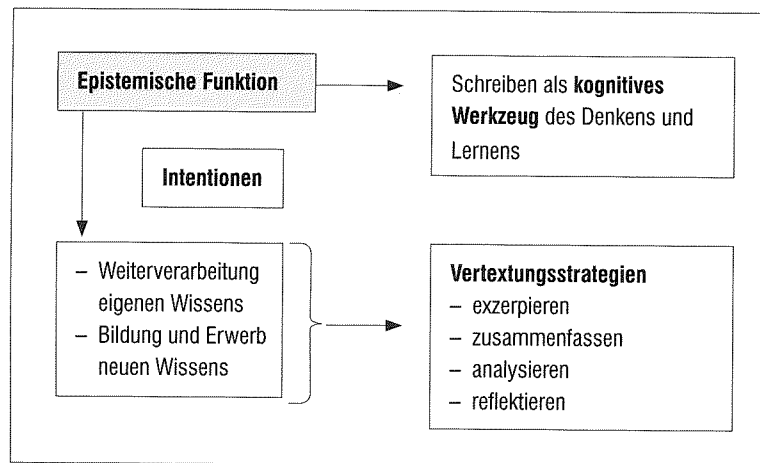 Epistemische Funktion
Schreiben als kognitives
Werkzeug des Denkens und
Lernens
Intentionen
– Weiterverarbeitung
eigenen Wissens
– Bildung und Erwerb
neuen Wissens
Vertextungsstrategien
– exzerpieren
– zusammenfassen
– analysieren
– reflektieren